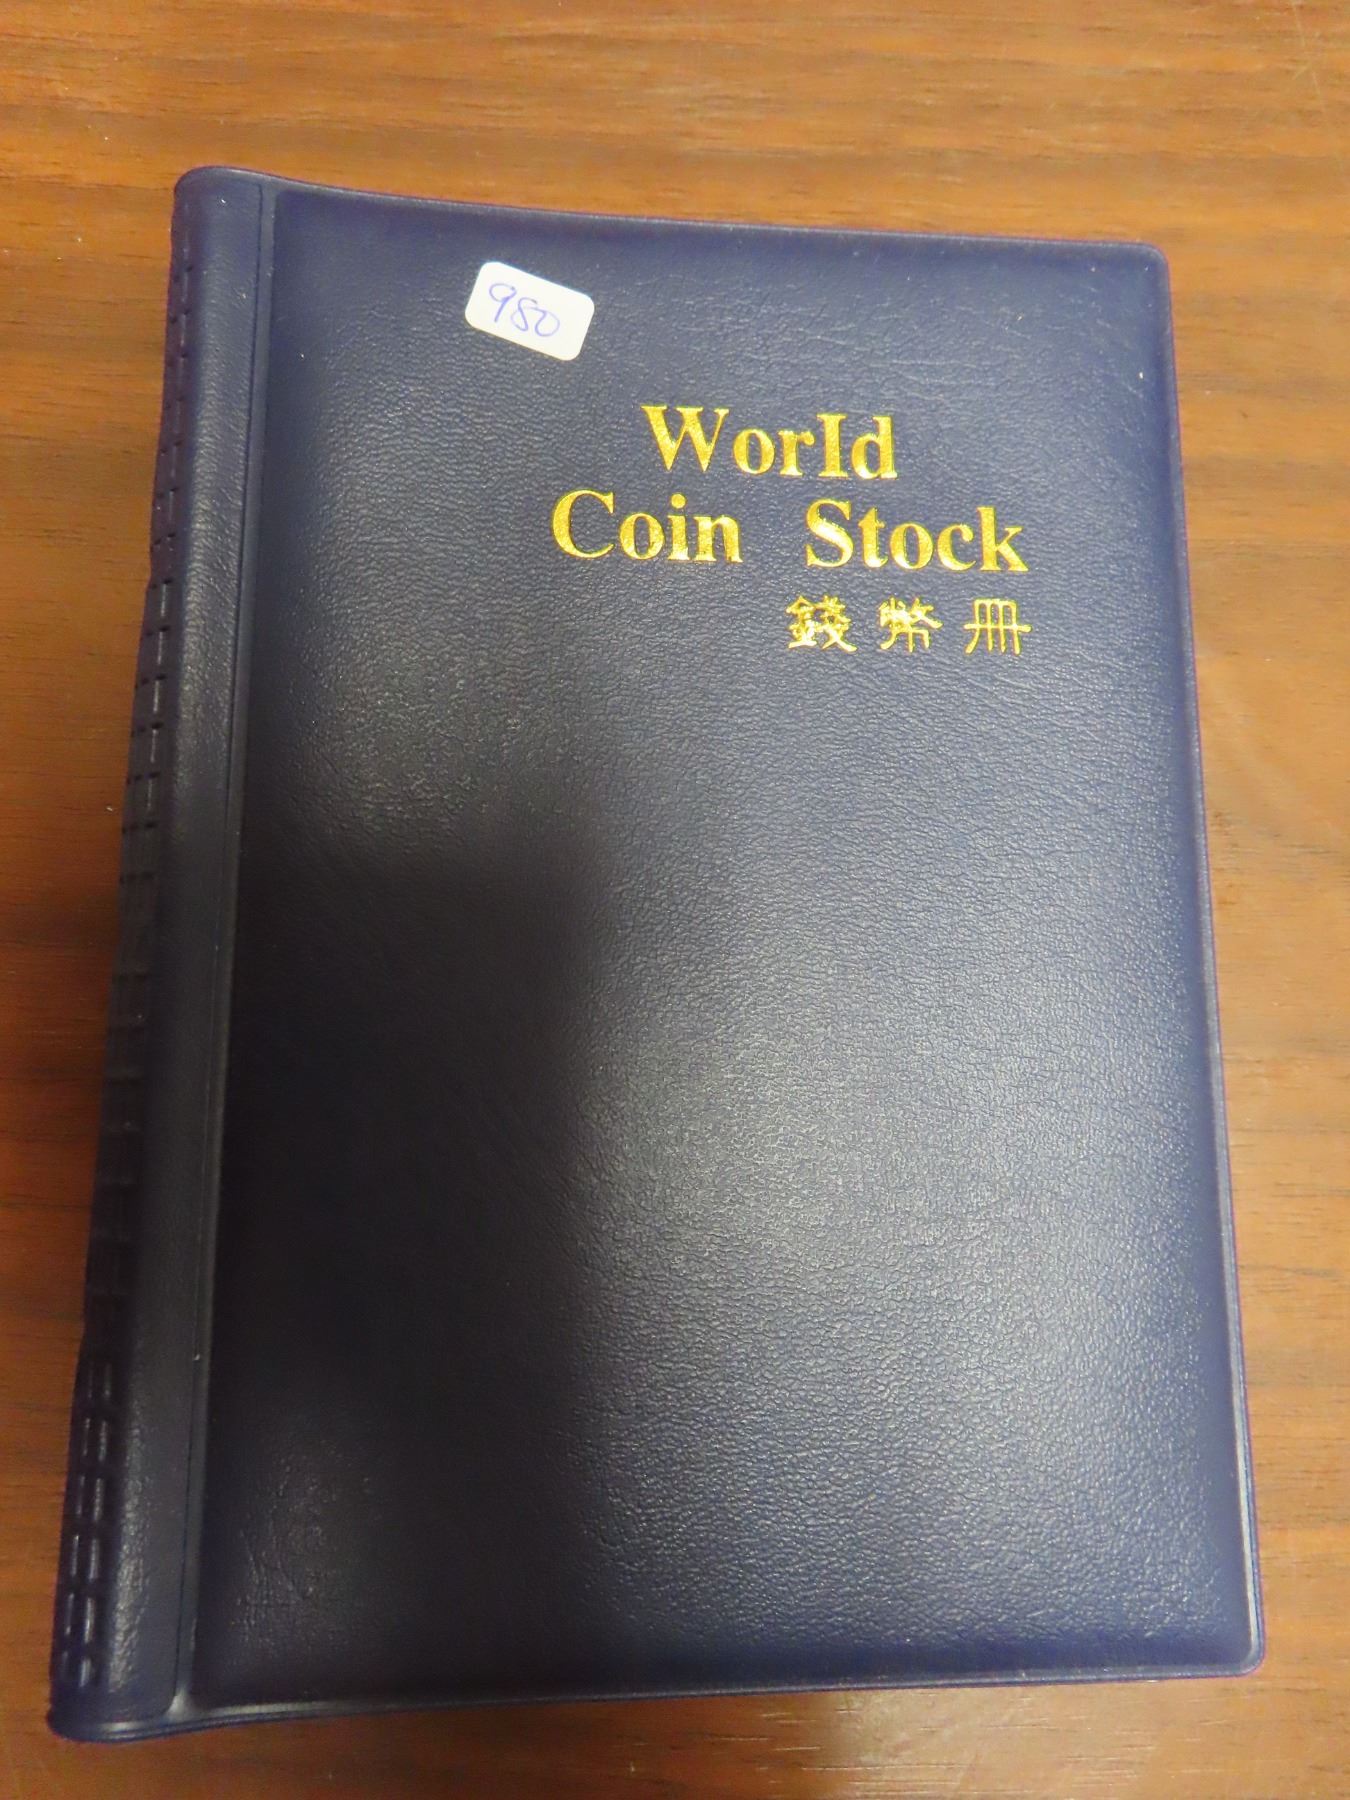 980
World
Coin Stock
錢幣冊